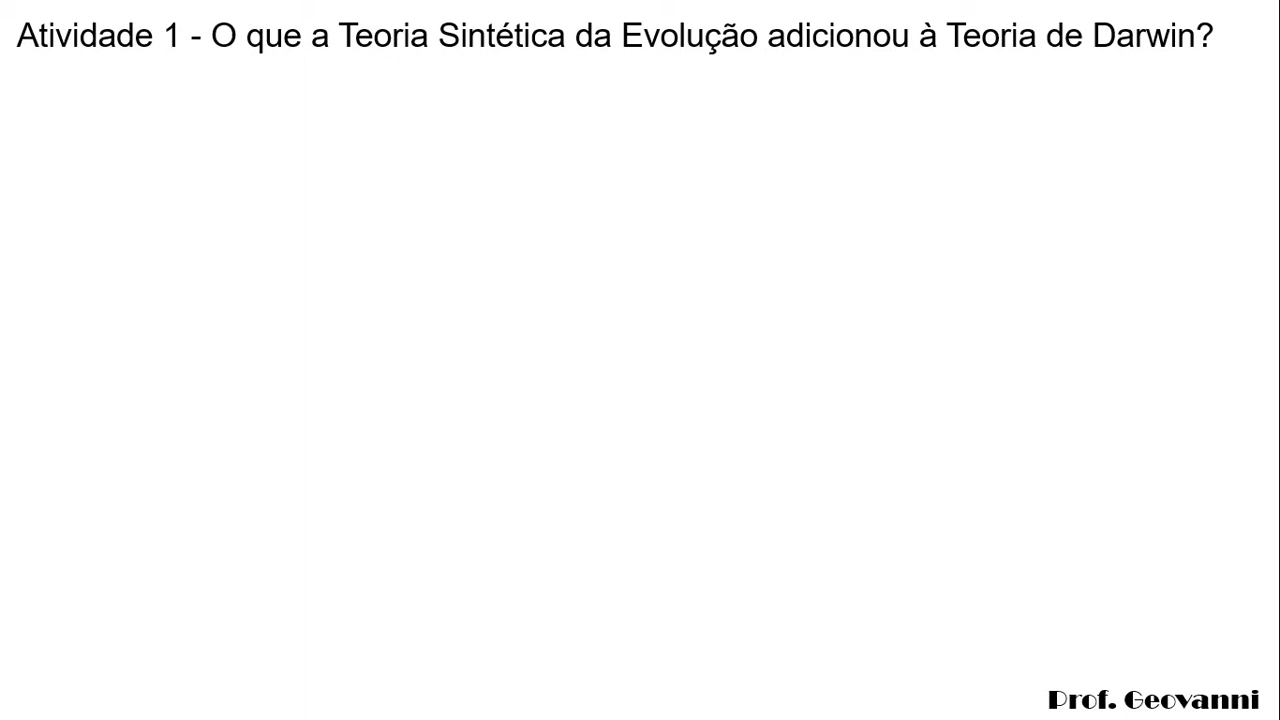 Atividade 1 - O que a Teoria Sintética da Evolução adicionou à Teoria de Darwin?
Prof. Geovanni